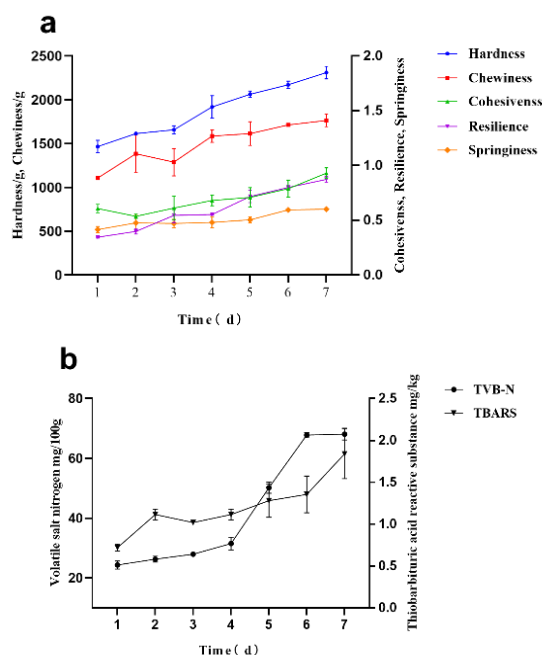 a
2500
2000
1500
1000
500
0
Hardness/g, Chewiness/g
2.0
1.5
1.0
0.5
0.0
Cohesivenss, Resilience, Springiness
1 2 3 4 5 6 7
Time( d)
Hardness
Chewiness
Cohesivenss
Resilience
Springiness
b
80
60
40
20
Volatile salt nitrogen mg/100g
2.5
2.0
1.5
1.0
0.5
0.0
Thiobarbituric acid reactive substance mg/kg
1 2 3 4 5 6 7
Time( d)
TVB-N
TBARS